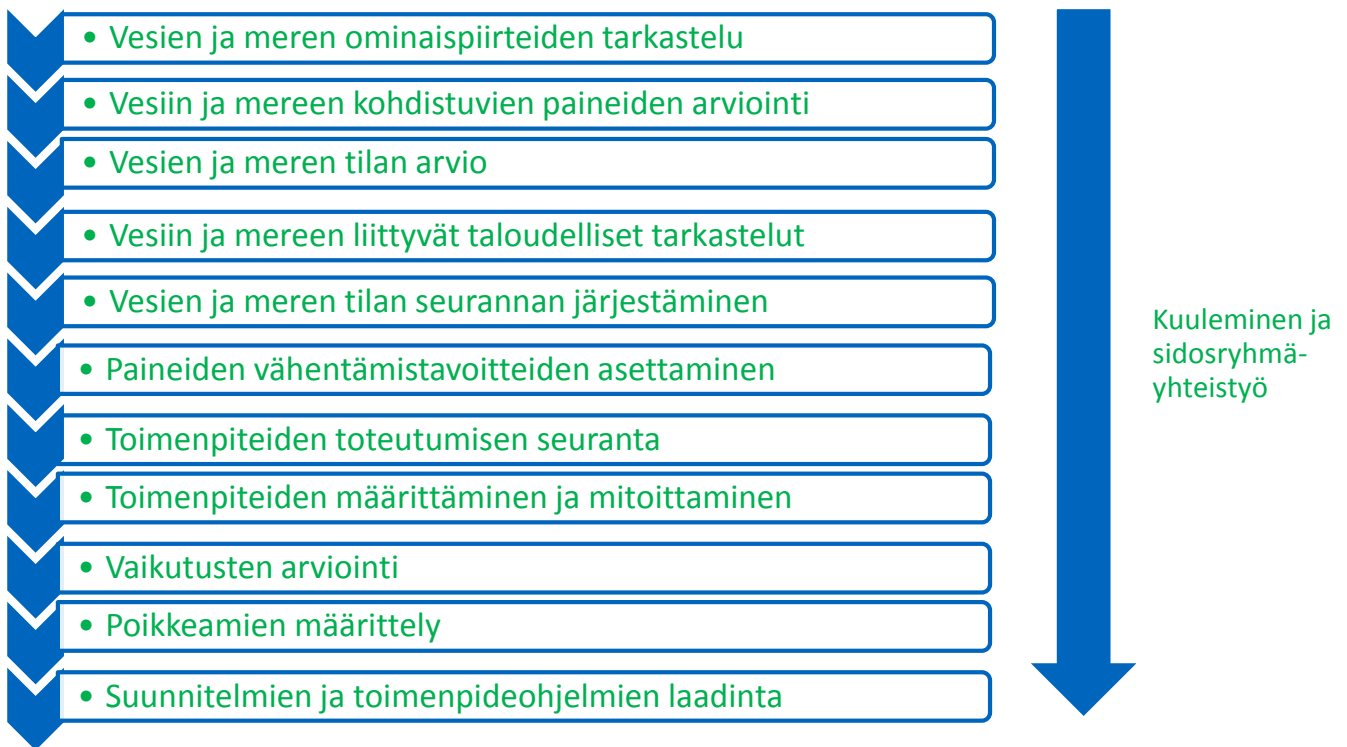 • Vesien ja meren ominaispiirteiden tarkastelu
• Vesiin ja mereen kohdistuvien paineiden arviointi
• Vesien ja meren tilan arvio
• Vesiin ja mereen liittyvät taloudelliset tarkastelut
• Vesien ja meren tilan seurannan järjestäminen
• Paineiden vähentämistavoitteiden asettaminen
• Toimenpiteiden toteutumisen seuranta
• Toimenpiteiden määrittäminen ja mitoittaminen
• Vaikutusten arviointi
• Poikkeamien määrittely
• Suunnitelmien ja toimenpideohjelmien laadinta
Kuuleminen ja
sidosryhmä-
yhteistyö